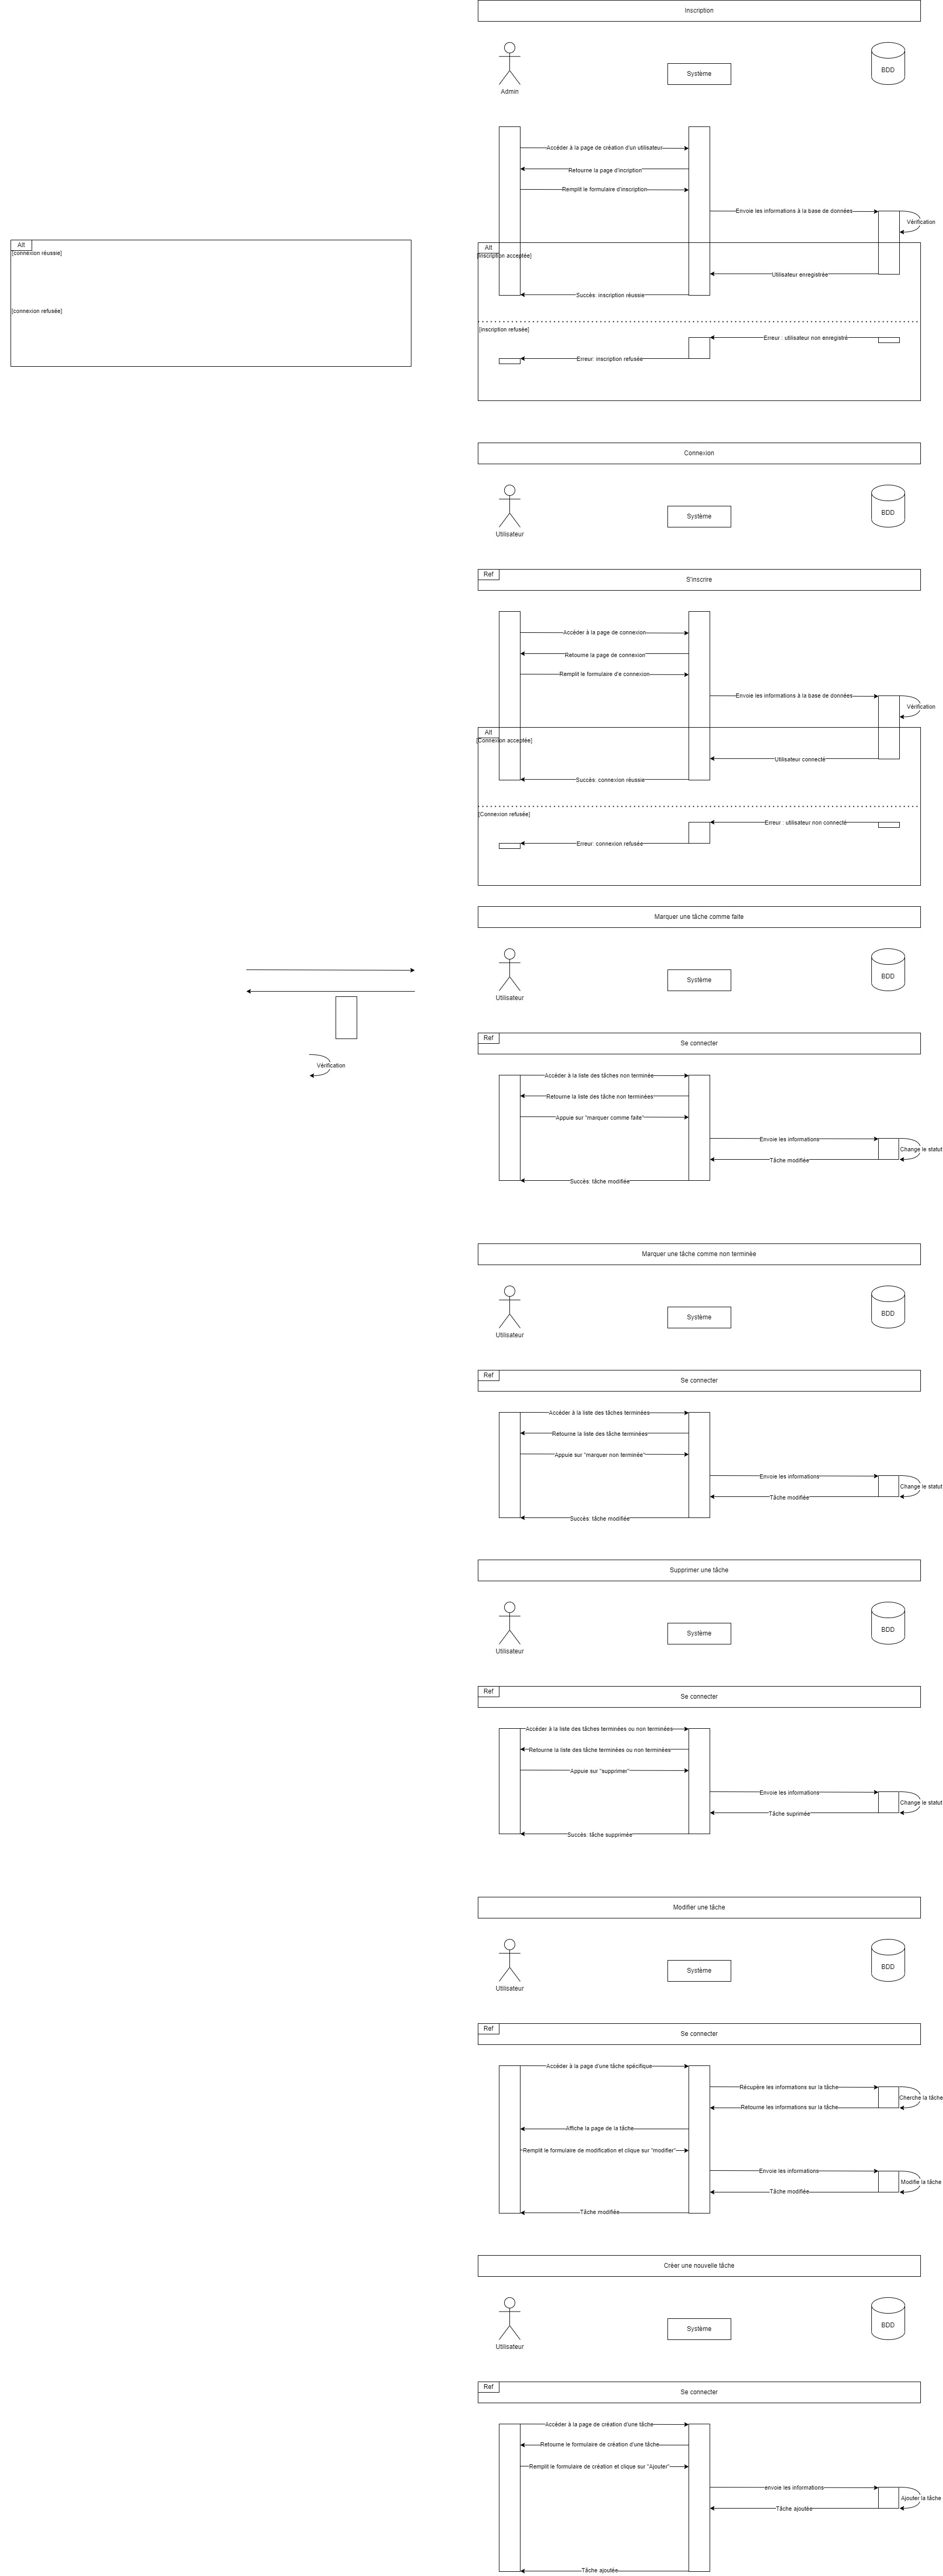 Inscription
Admin
Système
BDD
Accéder à la page de création d'un utilisateur
Retourne la page d'incription
Remplit le formulaire d'inscription
Envoie les informations à la base de données
Vérification
Alt
[connexion réussie]
[connexion refusée]
Alt
[Inscription acceptée]
Utilisateur enregistrée
Succès: inscription réussie
[inscription refusée]
Erreur : utilisateur non enregistré
Erreur: inscription refusée
Connexion
Utilisateur
Système
BDD
Ref
S'inscrire
Accéder à la page de connexion
Retourne la page de connexion
Remplit le formulaire d'e connexion
Envoie les informations à la base de données
Vérification
Alt
[Connexion acceptée]
Utilisateur connecté
Succès: connexion réussie
[Connexion refusée]
Erreur : utilisateur non connecté
Erreur: connexion refusée
Marquer une tâche comme faite
Utilisateur
Système
BDD
Ref
Se connecter
Vérification
Accéder à la liste des tâches non terminée
Retourne la liste des tâche non terminées
Appuie sur "marquer comme faite"
Envoie les informations
Change le statut
Tâche modifiée
Succès: tâche modifiée
Marquer une tâche comme non terminée
Utilisateur
Système
BDD
Ref
Se connecter
Accéder à la liste des tâches terminées
Retourne la liste des tâche terminées
Appuie sur "marquer non terminée"
Envoie les informations
Change le statut
Tâche modifiée
Succès: tâche modifiée
Supprimer une tâche
Utilisateur
Système
BDD
Ref
Se connecter
Accéder à la liste des tâches terminées ou non terminées
Retourne la liste des tâche terminées ou non terminées
Appuie sur "supprimer"
Envoie les informations
Change le statut
Tâche suprimée
Succès: tâche supprimée
Modifier une tâche
Utilisateur
Système
BDD
Ref
Se connecter
Accéder à la page d'une tâche spécifique
Récupère les informations sur la tâche
Cherche la tâche
Retourne les informations sur la tâche
Affiche la page de la tâche
Remplit le formulaire de modification et clique sur "modifier"
Envoie les informations
Modifie la tâche
Tâche modifiée
Tâche modifiée
Créer une nouvelle tâche
Utilisateur
Système
BDD
Ref
Se connecter
Accéder à la page de création d'une tâche
Retourne le formulaire de création d'une tâche
Remplit le formulaire de création et clique sur "Ajouter"
envoie les informations
Ajouter la tâche
Tâche ajoutée
Tâche ajoutée